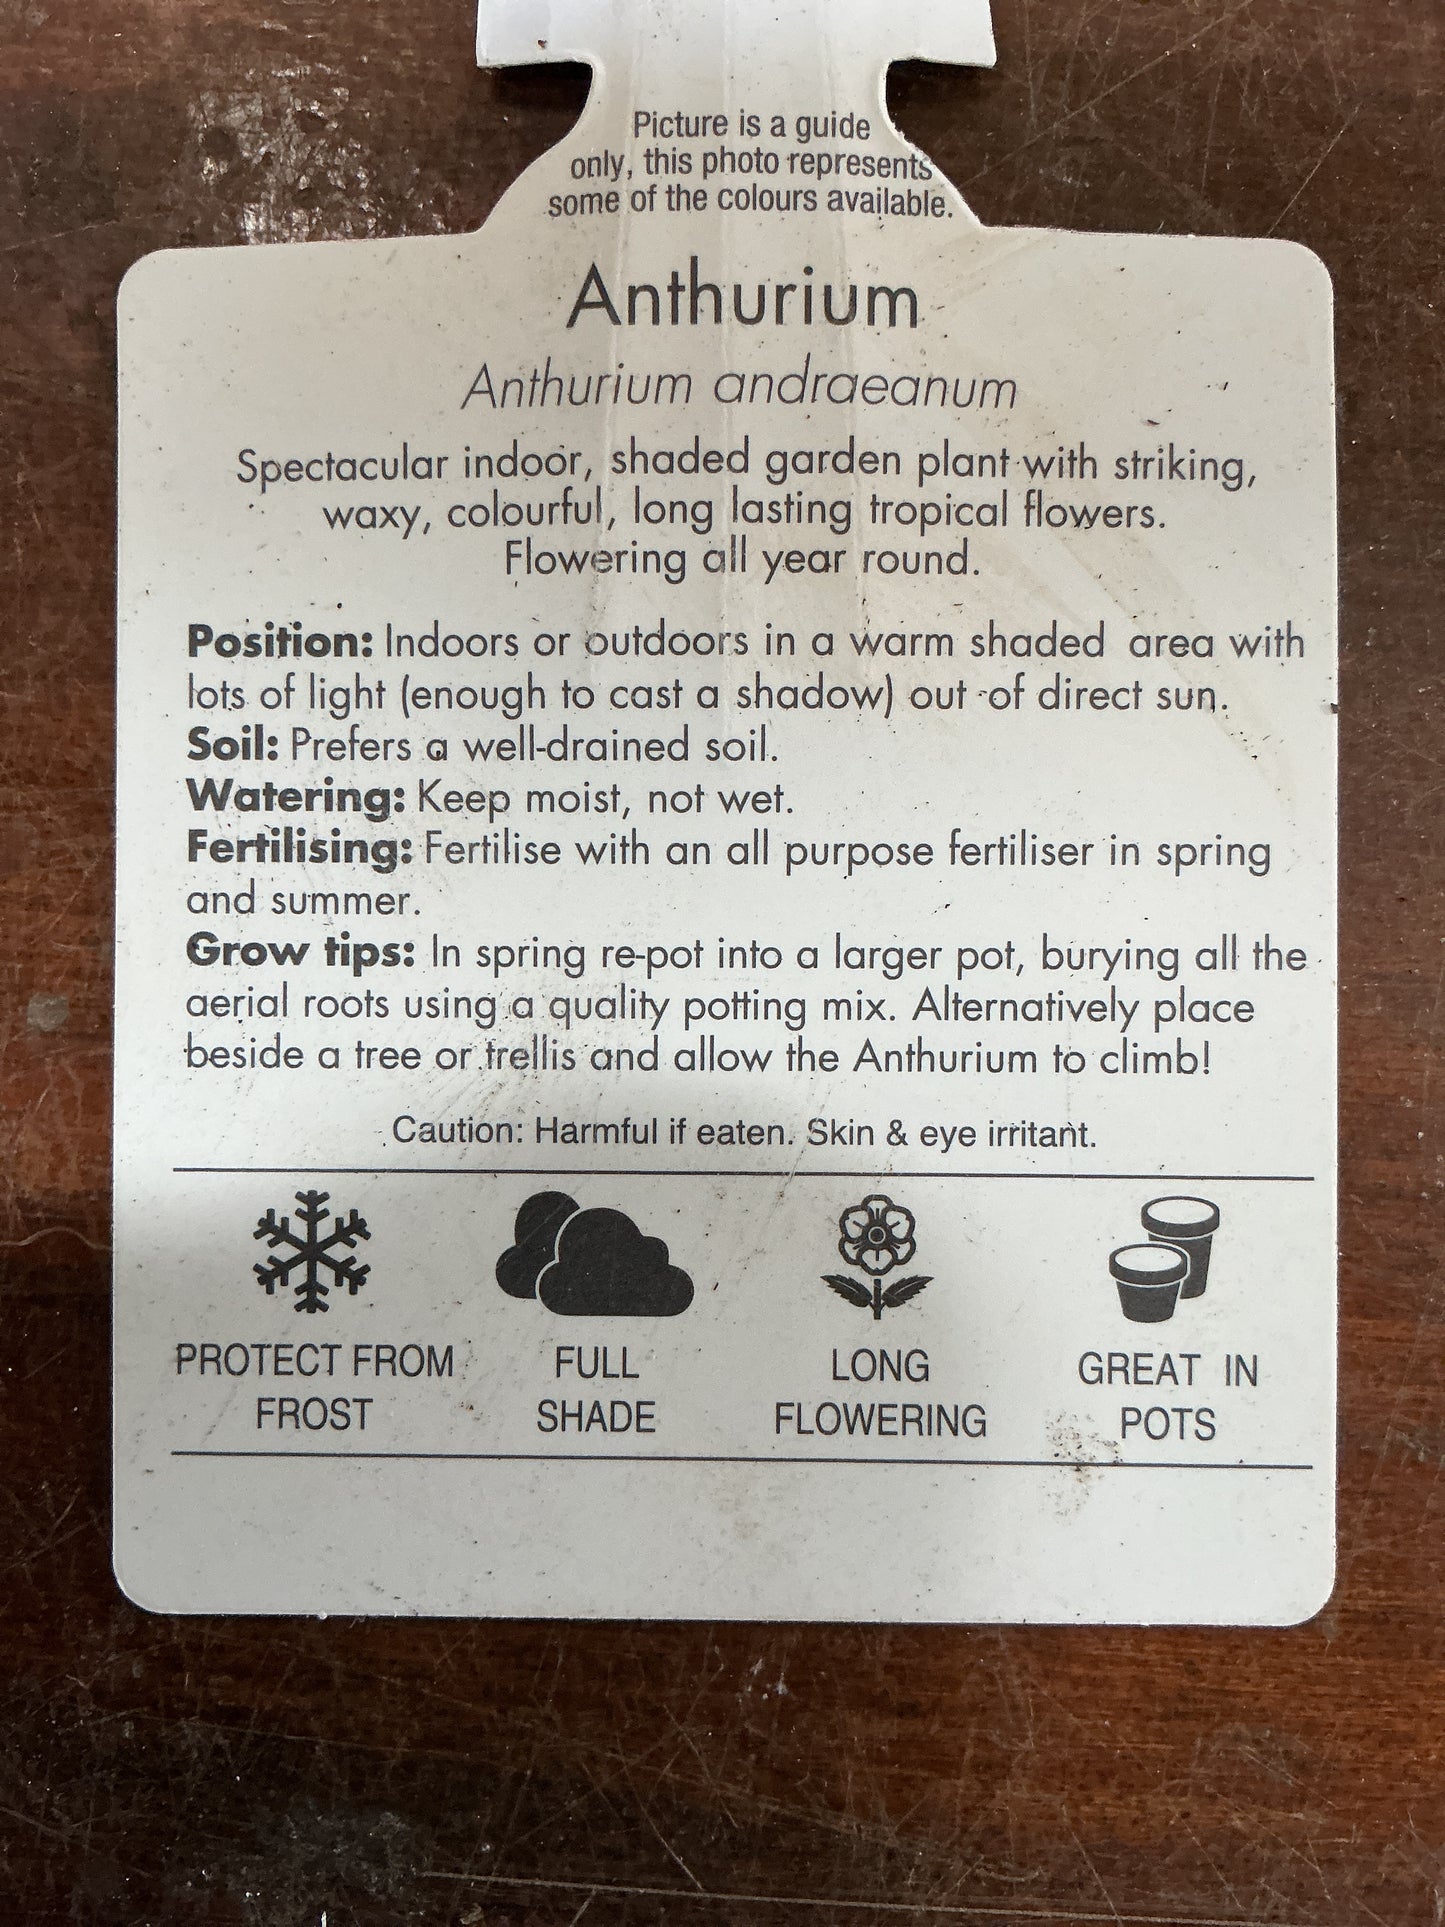 Picture is a guide
only, this photo represents
some of the colours available.
Anthurium
Anthurium andraeanum
Spectacular indoor, shaded garden plant with striking,
waxy, colourful, long lasting tropical flowers.
Flowering all year round.
Position: Indoors or outdoors in a warm shaded area with
lots of light (enough to cast a shadow) out of direct sun.
Soil: Prefers a well-drained soil.
Watering: Keep moist, not wet.
Fertilising: Fertilise with an all purpose fertiliser in spring
and summer.
Grow tips: In spring re-pot into a larger pot, burying all the
aerial roots using a quality potting mix. Alternatively place
beside a tree or trellis and allow the Anthurium to climb!
Caution: Harmful if eaten. Skin & eye irritant.
PROTECT FROM
FROST
FULL
SHADE
LONG
FLOWERING
GREAT IN
POTS